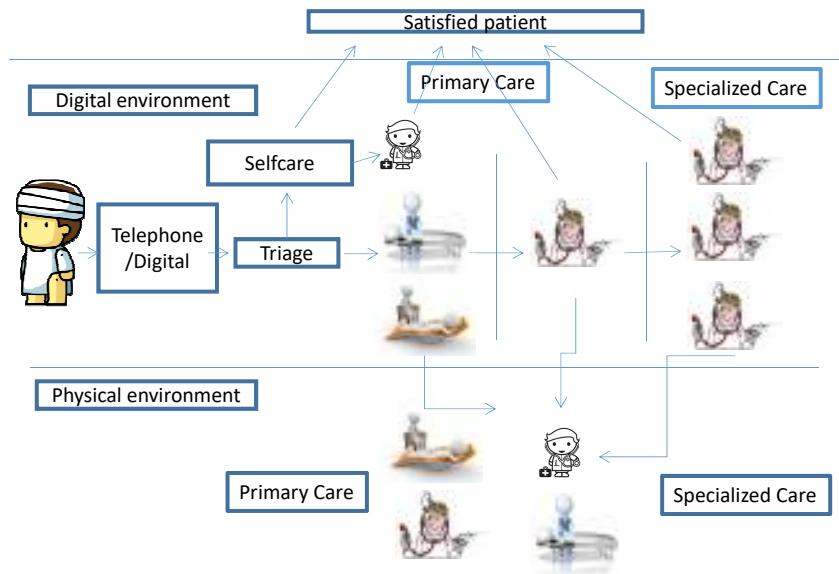 Satisfied patient
Primary Care
Digital environment
Specialized Care
Selfcare
Telephone
/Digital
Triage
Physical environment
Primary Care
Specialized Care